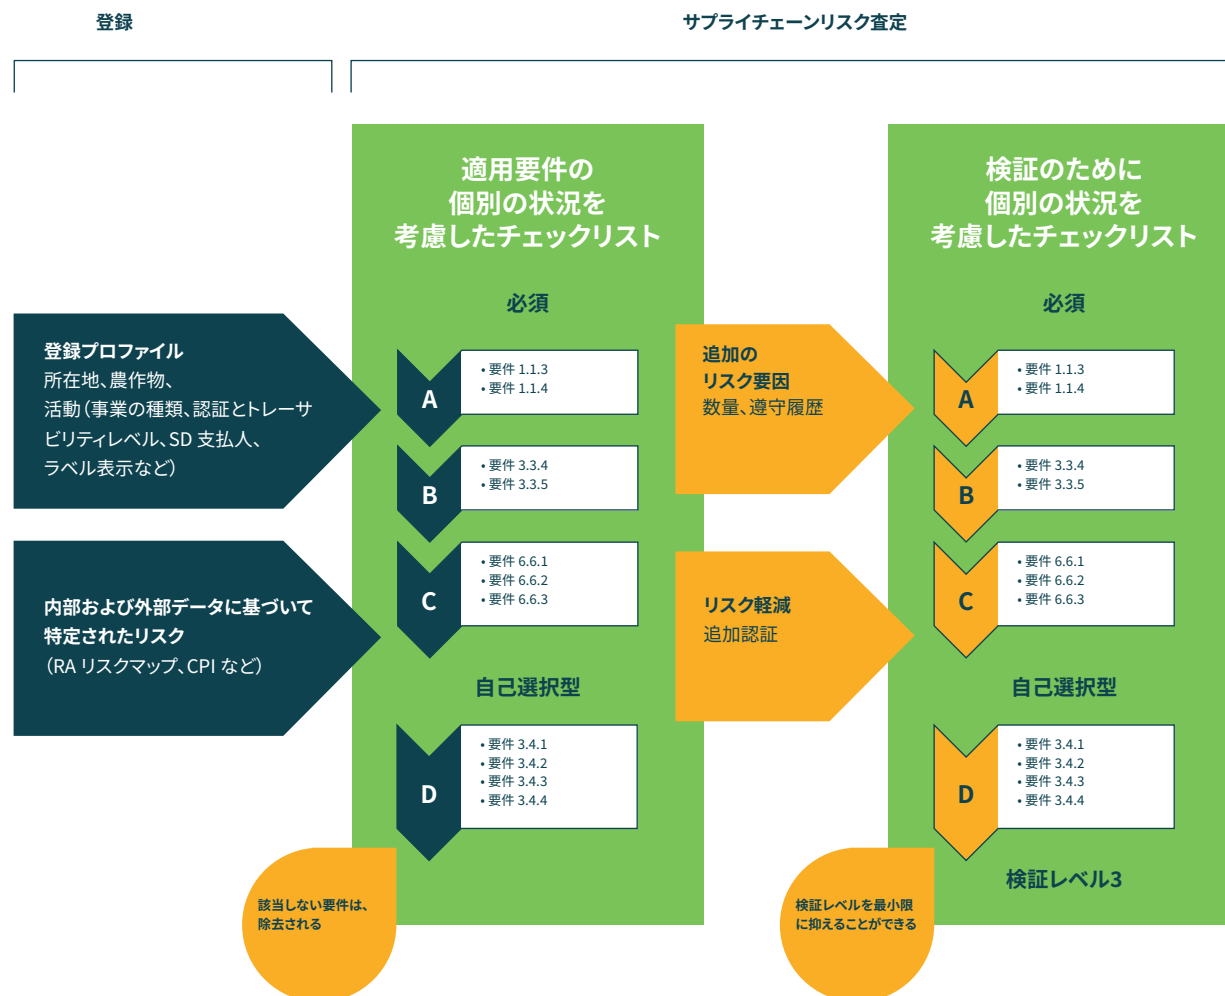 登録
サプライチェーンリスク査定
登録プロファイル
所在地、農作物、
活動（事業の種類、認証とトレーサ
ビリティレベル、SD 支払人、
ラベル表示など）
内部および外部データに基づいて
特定されたリスク
（RA リスクマップ、CPI など）
適用要件の
個別の状況を
考慮したチェックリスト
必須
A
• 要件 1.1.3
• 要件 1.1.4
B
• 要件 3.3.4
• 要件 3.3.5
C
• 要件 6.6.1
• 要件 6.6.2
• 要件 6.6.3
自己選択型
D
• 要件 3.4.1
• 要件 3.4.2
• 要件 3.4.3
• 要件 3.4.4
該当しない要件は、
除去される
追加の
リスク要因
数量、遵守履歴
リスク軽減
追加認証
検証のために
個別の状況を
考慮したチェックリスト
必須
A
• 要件 1.1.3
• 要件 1.1.4
B
• 要件 3.3.4
• 要件 3.3.5
C
• 要件 6.6.1
• 要件 6.6.2
• 要件 6.6.3
自己選択型
D
• 要件 3.4.1
• 要件 3.4.2
• 要件 3.4.3
• 要件 3.4.4
検証レベル3
検証レベルを最小限
に抑えることができる